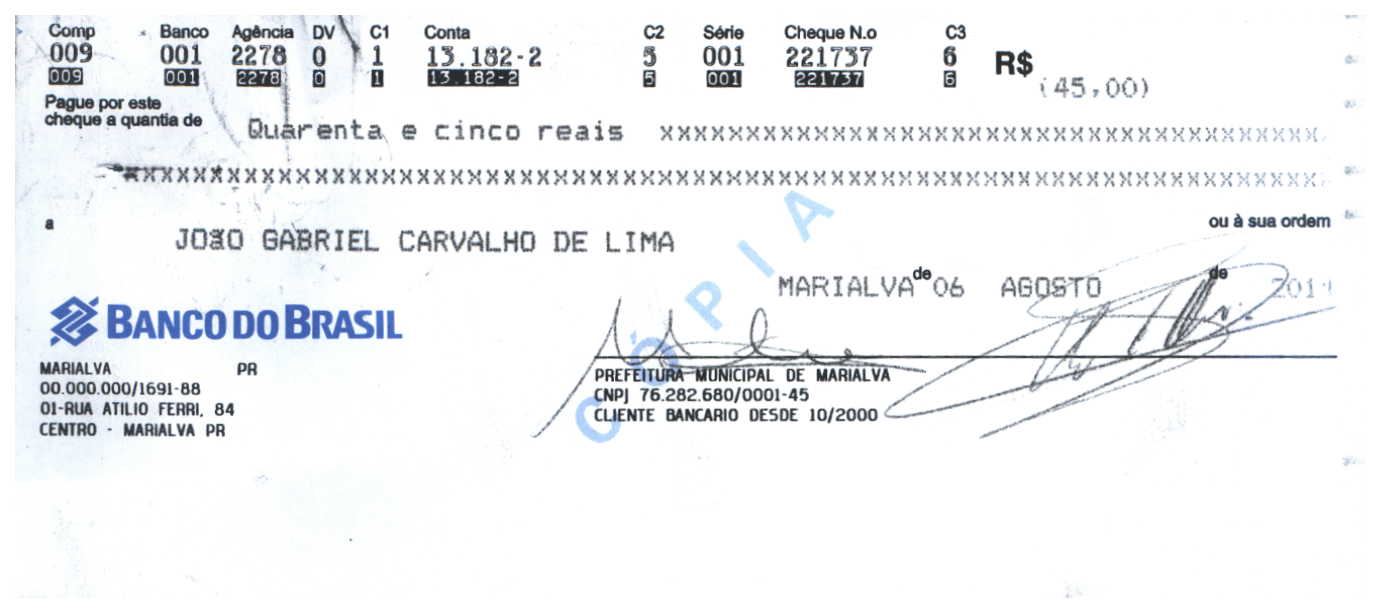 Comp Banco Agência DV C1 Conta C2 Série Cheque N.o C3
009 001 2278 0 1 13.182-2 5 001 221737 6 R$
009 001 2278 0 1 13.182-2 5 001 221737 6 (45,00)
Pague por este
cheque a quantia de Quarenta e cinco reais xxxxxxxxxxxxxxxxxxxxxxxxxxxxxxxxxxxxx
xxxxxxxxxxxxxxxxxxxxxxxxxxxxxxxxxxxxxxxxxxxxxxxxxxxxxxxxxxxxxxxxxxxx
a JOÃO GABRIEL CARVALHO DE LIMA ou à sua ordem
MARIALVA de 06 AGOSTO de
BANCO DO BRASIL
MARIALVA PR
00.000.000/1691-88
01-RUA ATILIO FERRI, 84
CENTRO - MARIALVA PR
PREFEITURA MUNICIPAL DE MARIALVA
CNPJ 76.282.680/0001-45
CLIENTE BANCARIO DESDE 10/2000
CÓPIA